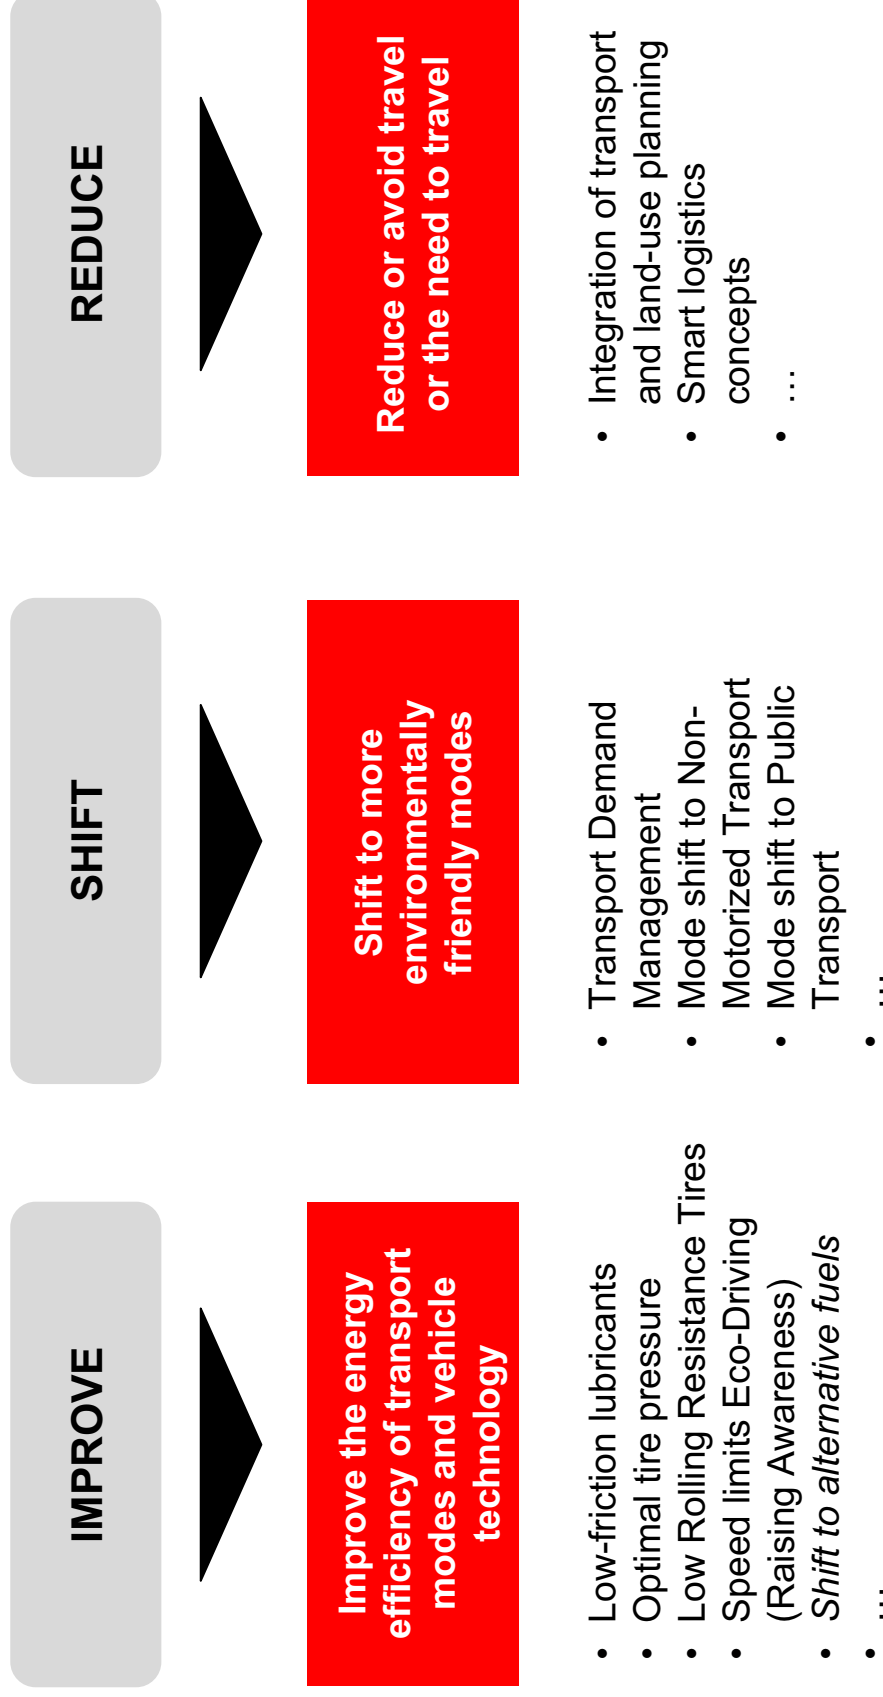 IMPROVE
Improve the energy
efficiency of transport
modes and vehicle
technology
• Low-friction lubricants
• Optimal tire pressure
• Low Rolling Resistance Tires
• Speed limits Eco-Driving
(Raising Awareness)
• Shift to alternative fuels
• …
SHIFT
Shift to more
environmentally
friendly modes
• Transport Demand
Management
• Mode shift to Non-
Motorized Transport
• Mode shift to Public
Transport
• …
REDUCE
Reduce or avoid travel
or the need to travel
• Integration of transport
and land-use planning
• Smart logistics
concepts
• …